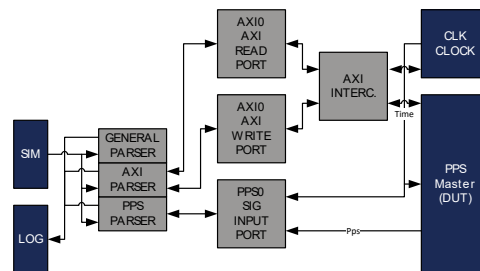 AXI0
AXI
READ
PORT
CLK
CLOCK
AXI
INTERC.
AXI0
AXI
WRITE
PORT
Time
SIM
GENERAL
PARSER
AXI
PARSER
PPS
PARSER
PPS0
SIG
INPUT
PORT
PPS
Master
(DUT)
LOG
Pps